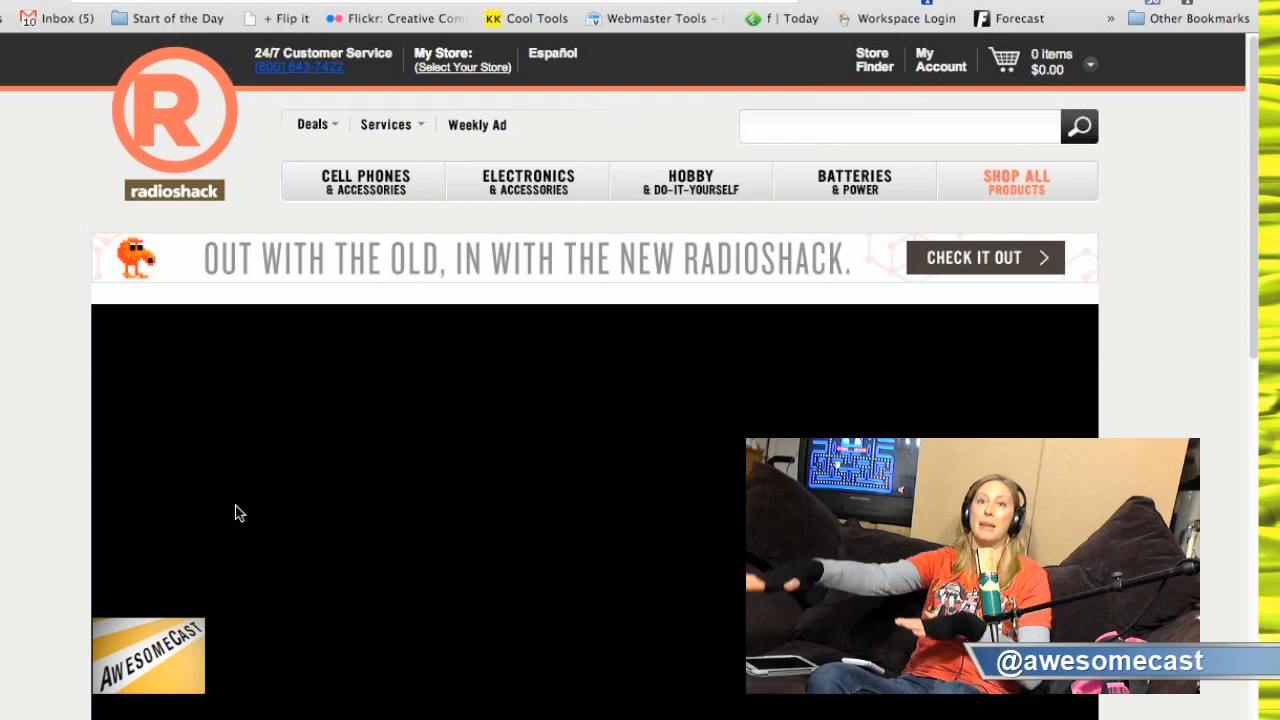 Inbox (5)
Start of the Day
+ Flip it
Flickr: Creative Com
KK Cool Tools
Webmaster Tools –
f | Today
Workspace Login
Forecast
»
Other Bookmarks
24/7 Customer Service
(800) 843-7422
My Store:
(Select Your Store)
Español
Store
Finder
My
Account
0 items
$0.00
R
radioshack
Deals
Services
Weekly Ad
CELL PHONES
& ACCESSORIES
ELECTRONICS
& ACCESSORIES
HOBBY
& DO-IT-YOURSELF
BATTERIES
& POWER
SHOP ALL
PRODUCTS
OUT WITH THE OLD, IN WITH THE NEW RADIOSHACK.
CHECK IT OUT
AWESOMECAST
@awesomecast